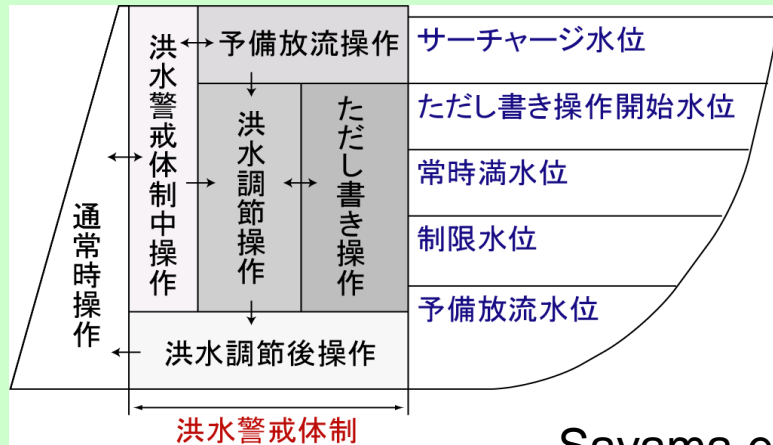 通常時操作
洪水警戒体制中操作
予備放流操作
洪水調節操作
ただし書き操作
洪水調節後操作
洪水警戒体制
サーチャージ水位
ただし書き操作開始水位
常時満水位
制限水位
予備放流水位